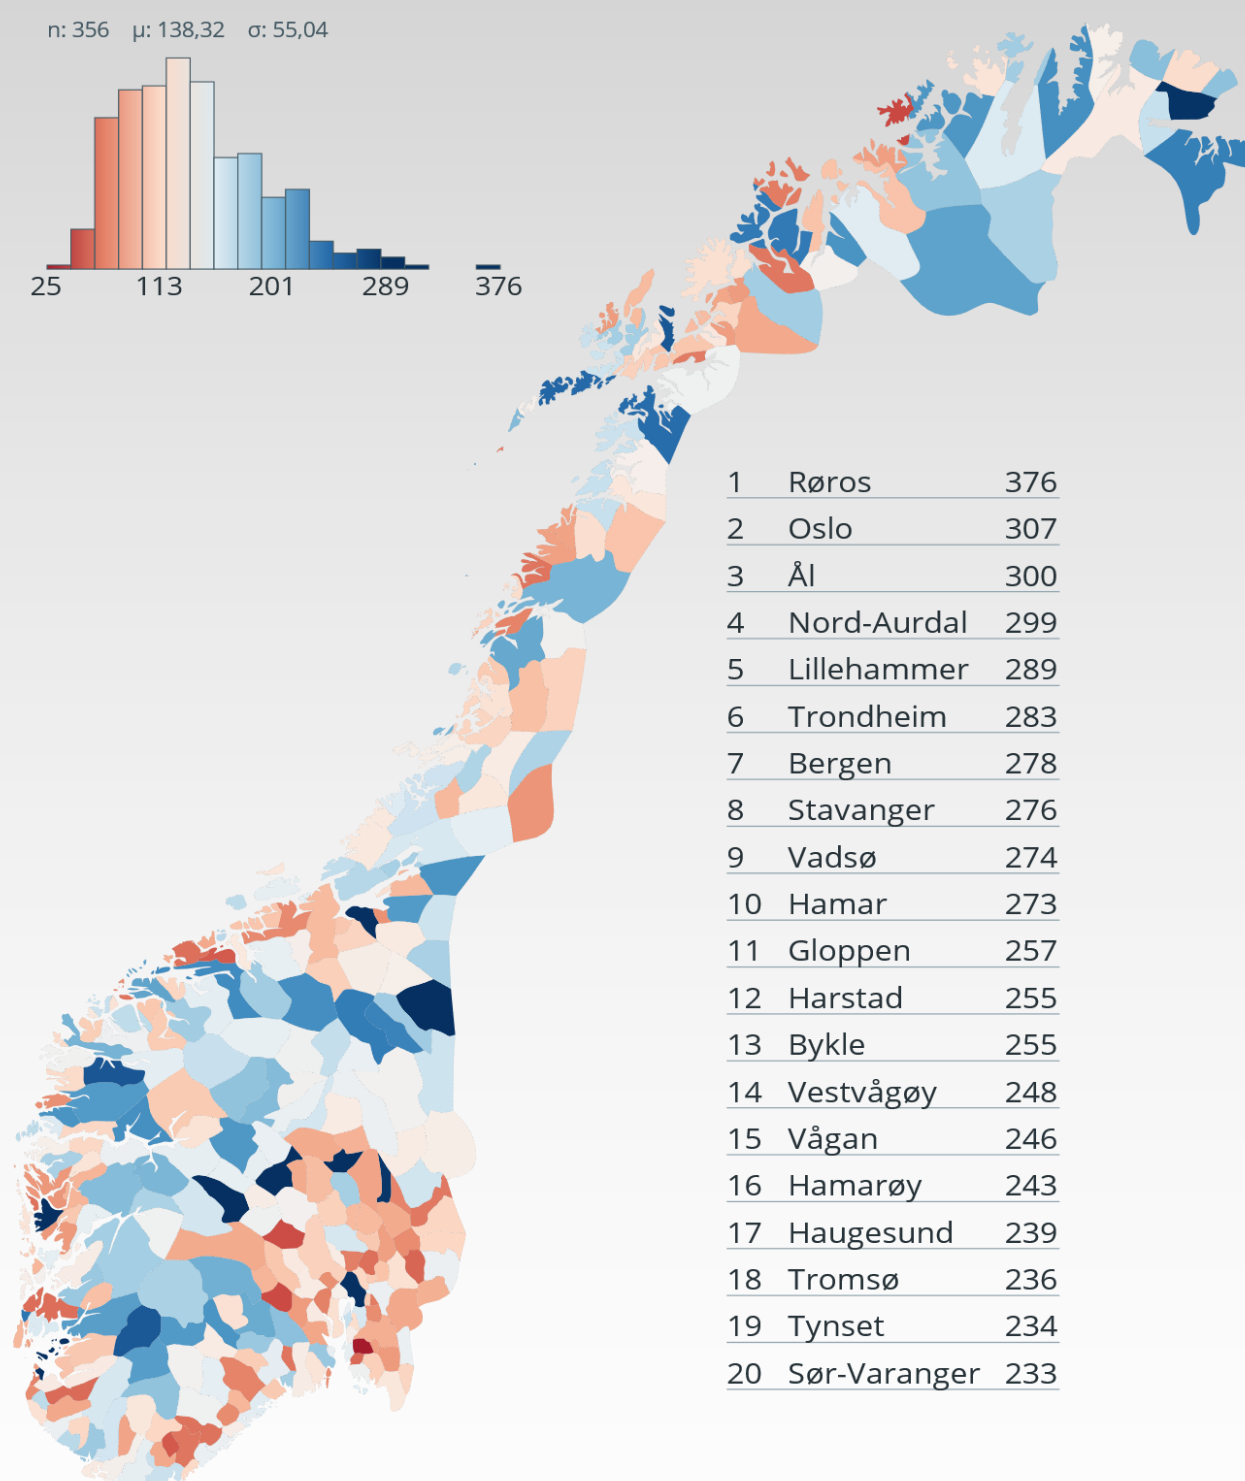 n: 356 µ: 138,32 σ: 55,04
25 113 201 289 376
1 Røros 376
2 Oslo 307
3 Ål 300
4 Nord-Aurdal 299
5 Lillehammer 289
6 Trondheim 283
7 Bergen 278
8 Stavanger 276
9 Vadsø 274
10 Hamar 273
11 Gloppen 257
12 Harstad 255
13 Bykle 255
14 Vestvågøy 248
15 Vågan 246
16 Hamarøy 243
17 Haugesund 239
18 Tromsø 236
19 Tynset 234
20 Sør-Varanger 233